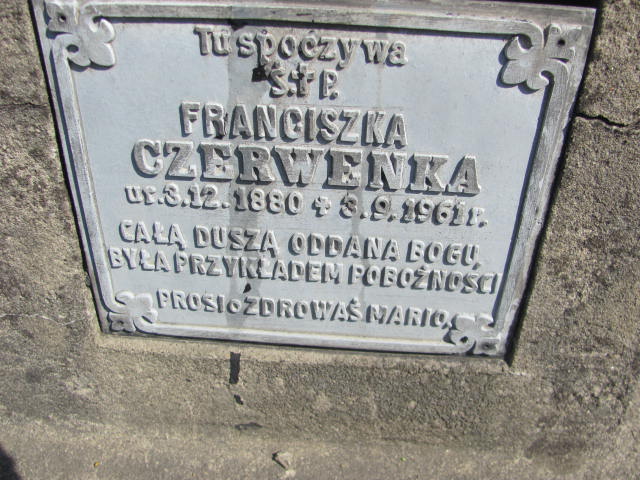 Tu spoczywa
Ś.†P.
FRANCISZKA
CZERWENKA
ur.3.12.1880 + 3.9.1961 r.
CAŁĄ DUSZĄ ODDANA BOGU,
BYŁA PRZYKŁADEM POBOŻNOŚCI
PROSI O ZDROWAŚ MARIO,